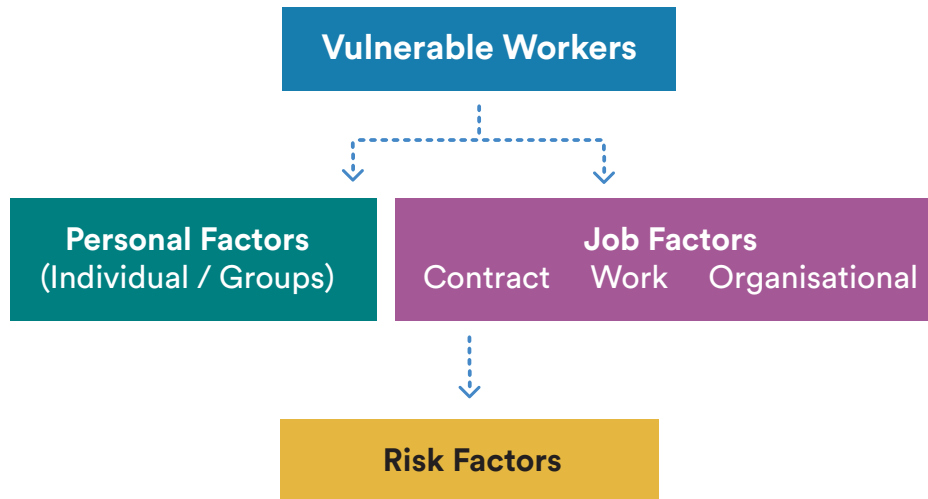 Vulnerable Workers
Personal Factors
(Individual / Groups)
Job Factors
Contract Work Organisational
Risk Factors